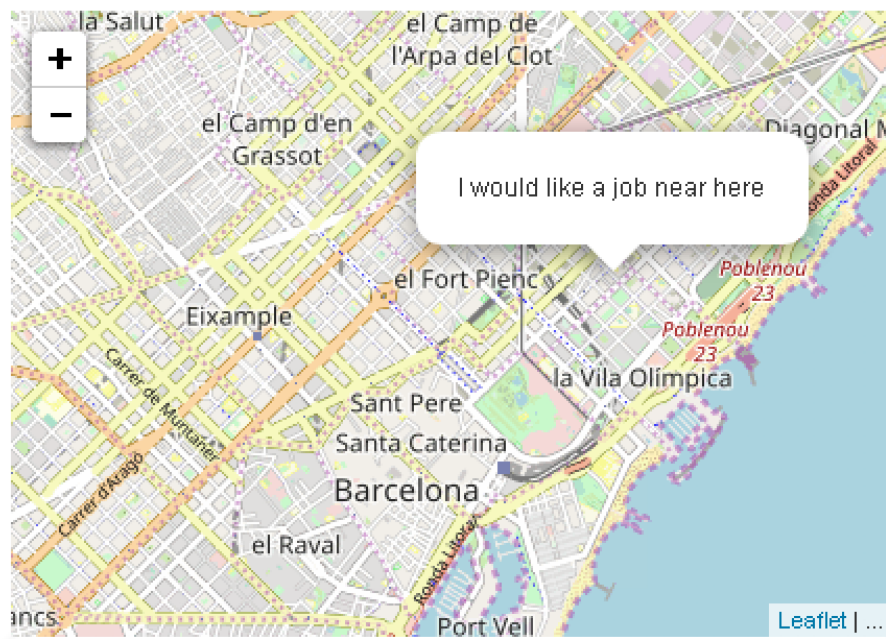 la Salut
el Camp de
l'Arpa del Clot
+
−
el Camp d'en
Grassot
Diagonal M
Ronda Litoral
I would like a job near here
el Fort Pienc
Poblenou
23
Eixample
Poblenou
23
Carrer de Muntaner
la Vila Olímpica
Sant Pere
Santa Caterina
Carrer d'Aragó
Barcelona
el Raval
Ronda Litoral
Port Vell
ancs
Leaflet | ...